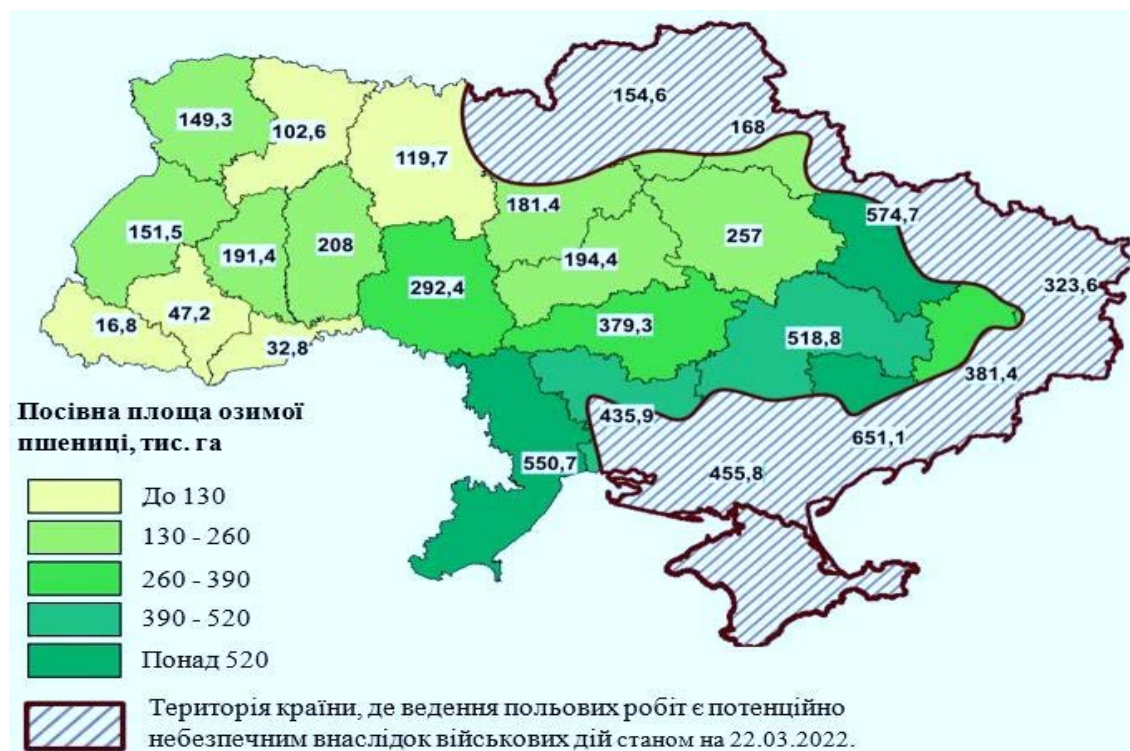 154,6
149,3
102,6
168
119,7
181,4
574,7
151,5
191,4
208
257
194,4
292,4
323,6
16,8
47,2
379,3
518,8
32,8
381,4
435,9
651,1
550,7
455,8
Посівна площа озимої
пшениці, тис. га
До 130
130 - 260
260 - 390
390 - 520
Понад 520
Територія країни, де ведення польових робіт є потенційно
небезпечним внаслідок військових дій станом на 22.03.2022.